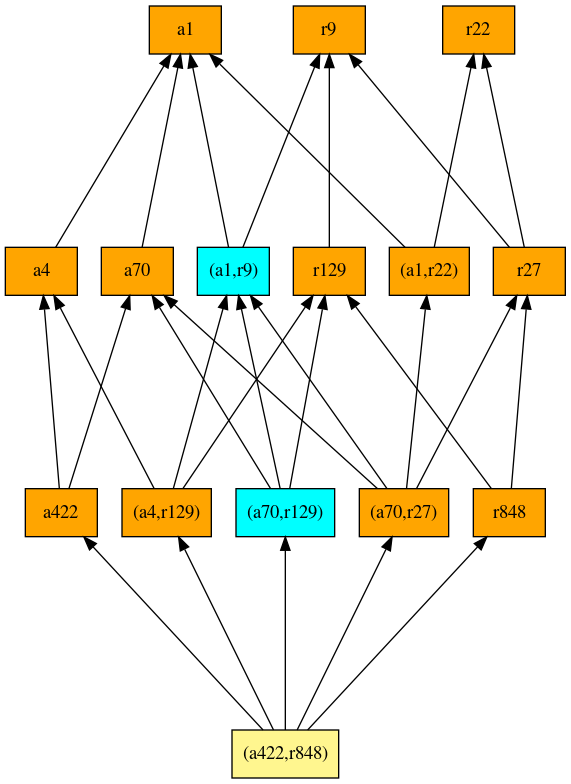 a1
r9
r22
a4
a70
(a1,r9)
r129
(a1,r22)
r27
a422
(a4,r129)
(a70,r129)
(a70,r27)
r848
(a422,r848)